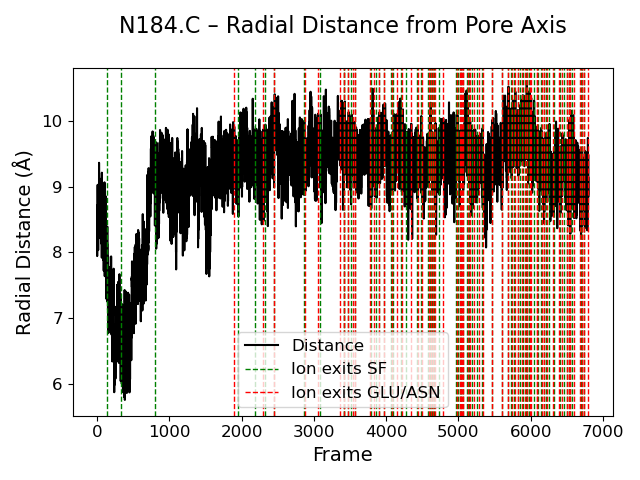 N184.C – Radial Distance from Pore Axis
Radial Distance (Å)
10
9
8
7
6
Distance
Ion exits SF
Ion exits GLU/ASN
0 1000 2000 3000 4000 5000 6000 7000
Frame